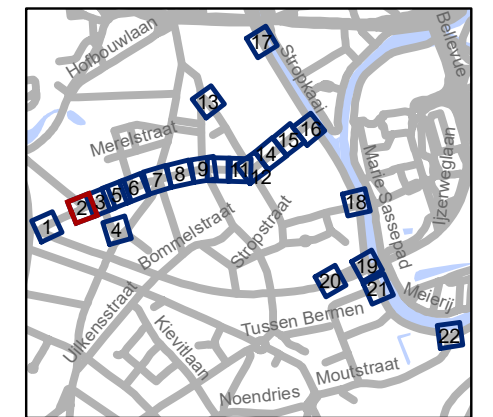 Hofbouwlaan
17
Stropkaai
Bellevue
13
Merelstraat
16
15
14
12
11
9
8
7
6
5
3
2
1
4
Marie Sassepad
Ijzerweglaan
18
Bommelstraat
Stropstraat
19
20
21
Meierij
Uilkensstraat
Kievitlaan
Tussen Bermen
22
Moutstraat
Noendries